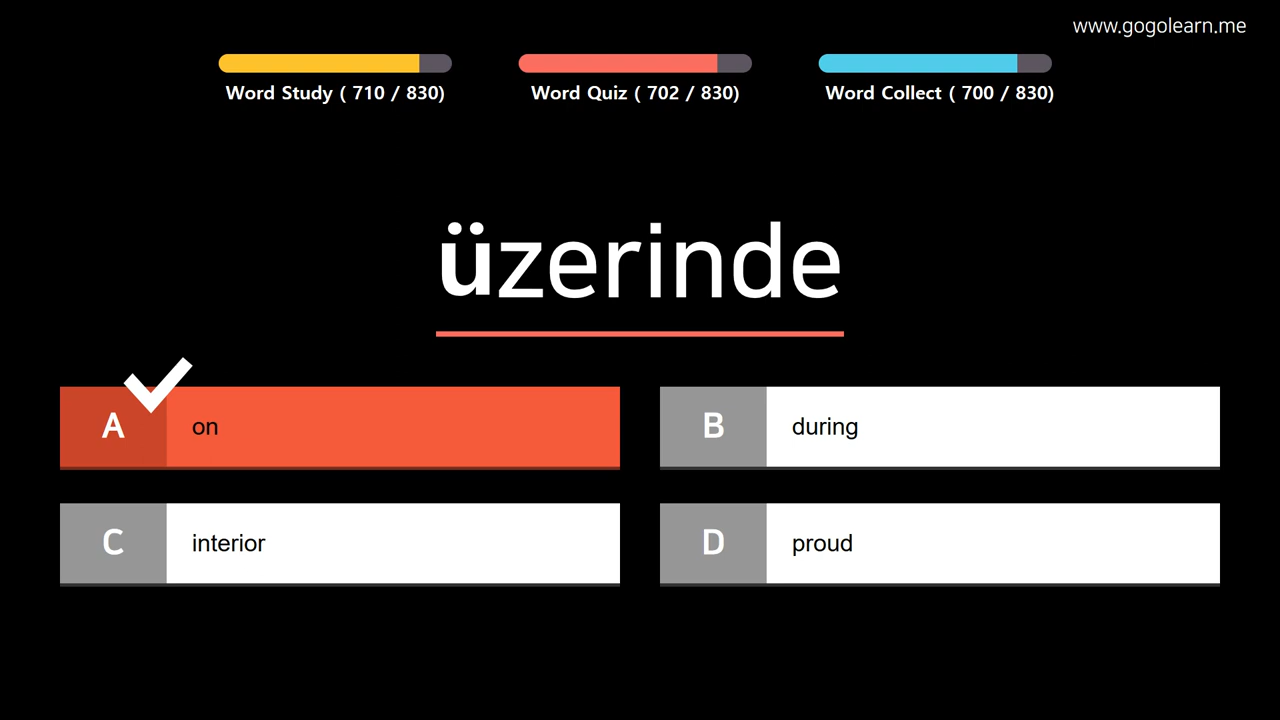 www.gogolearn.me
Word Study ( 710 / 830)
Word Quiz ( 702 / 830)
Word Collect ( 700 / 830)
üzerinde
A on
B during
C interior
D proud